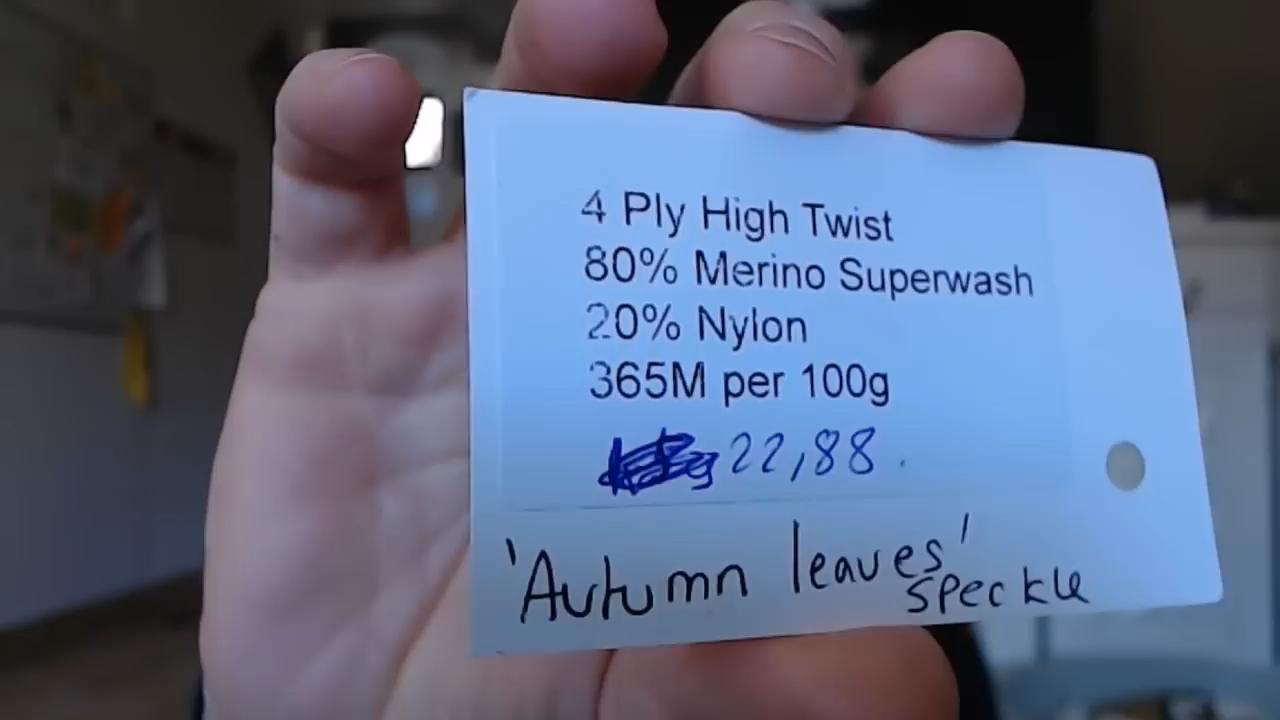 4 Ply High Twist
80% Merino Superwash
20% Nylon
365M per 100g
22,88.
'Autumn leaves'
speckle